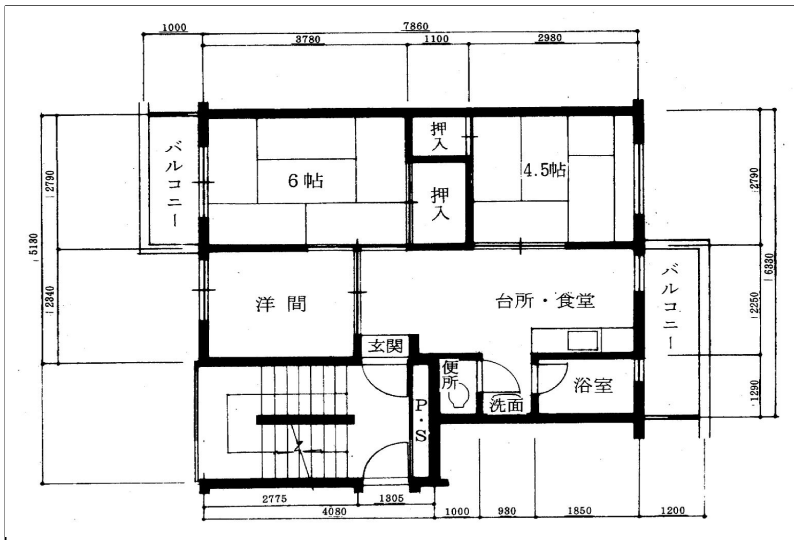 1000
7860
3780
1100
2980
バルコニー
6帖
押入
押入
4.5帖
2790
5130
2340
2790
6330
2250
1290
洋間
台所・食堂
バルコニー
玄関
便所
洗面
浴室
P・S
2775
1305
4080
1000
930
1850
1200